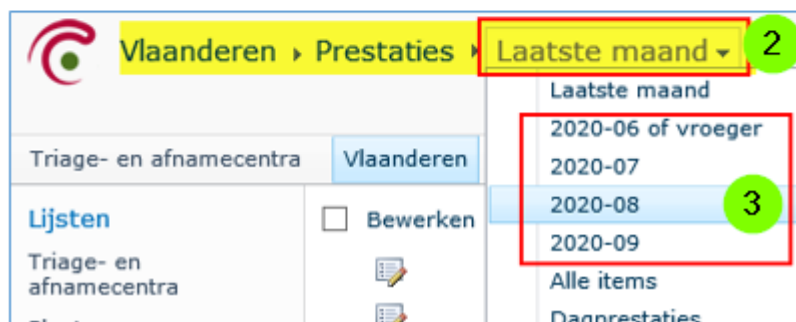 Vlaanderen ▸ Prestaties ▸ Laatste maand ▾ 2
Laatste maand
2020-06 of vroeger
2020-07
2020-08 3
2020-09
Alle items
Dagprestaties
Triage- en afnamecentra Vlaanderen
Lijsten
Bewerken
Triage- en
afnamecentra